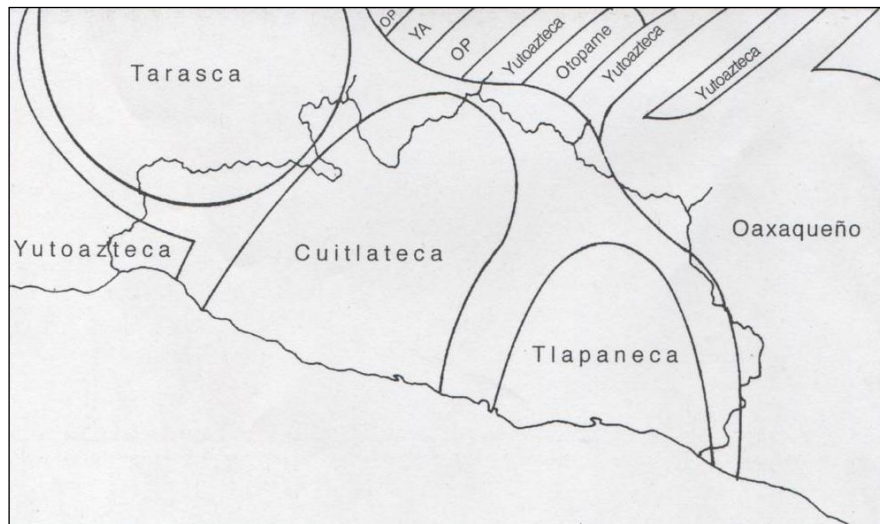 OP
YA
OP
Yutoazteca
Otopame
Yutoazteca
Yutoazteca
Tarasca
Oaxaqueño
Yutoazteca
Cuitlateca
Tlapaneca